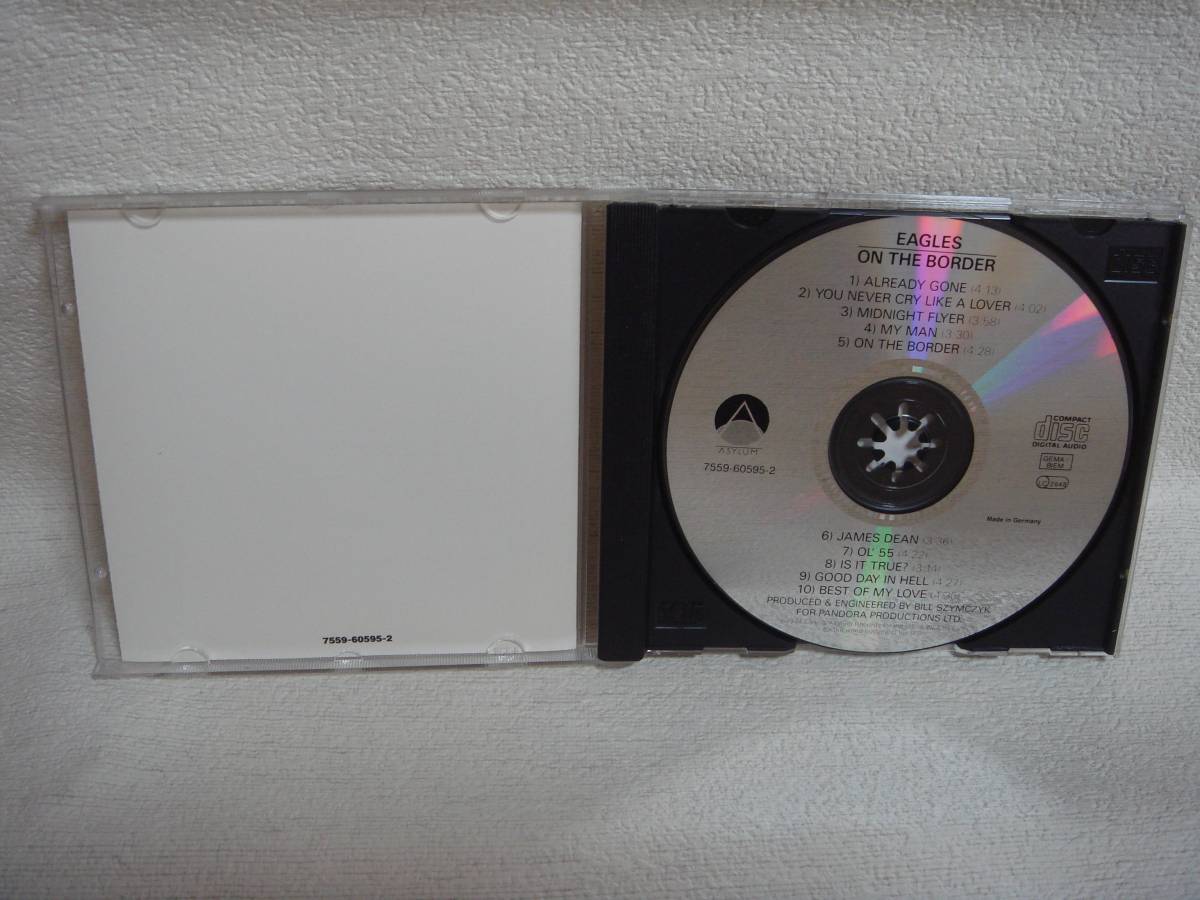 7559-60595-2
EAGLES
ON THE BORDER
1) ALREADY GONE (4:13)
2) YOU NEVER CRY LIKE A LOVER (4:02)
3) MIDNIGHT FLYER (3:58)
4) MY MAN (3:30)
5) ON THE BORDER (4:28)
ASYLUM
7559-60595-2
COMPACT
disc
DIGITAL AUDIO
GEMA
BIEM
LC 2648
Made in Germany
6) JAMES DEAN (3:36)
7) OL' 55 (4:22)
8) IS IT TRUE? (3:14)
9) GOOD DAY IN HELL (4:27)
10) BEST OF MY LOVE
PRODUCED & ENGINEERED BY BILL SZYMCZYK
FOR PANDORA PRODUCTIONS LTD.